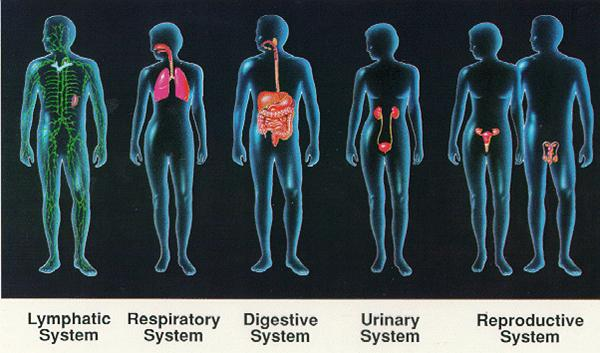 Lymphatic System
Respiratory System
Digestive System
Urinary System
Reproductive System